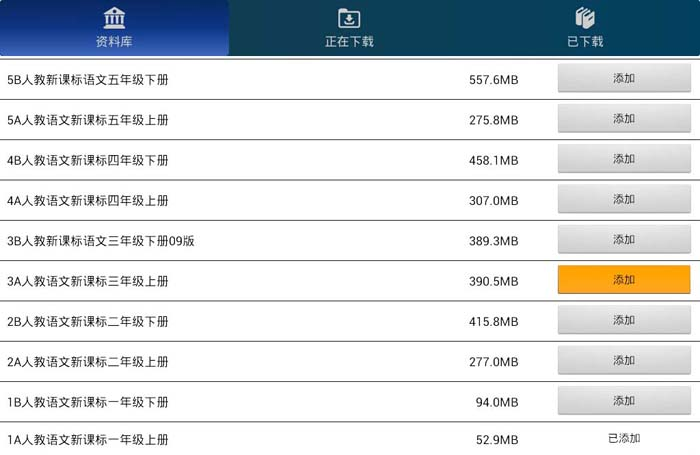 资料库 正在下载 已下载
5B人教新课标语文五年级下册 557.6MB 添加
5A人教语文新课标五年级上册 275.8MB 添加
4B人教语文新课标四年级下册 458.1MB 添加
4A人教语文新课标四年级上册 307.0MB 添加
3B人教新课标语文三年级下册09版 389.3MB 添加
3A人教语文新课标三年级上册 390.5MB 添加
2B人教语文新课标二年级下册 415.8MB 添加
2A人教语文新课标二年级上册 277.0MB 添加
1B人教语文新课标一年级下册 94.0MB 添加
1A人教语文新课标一年级上册 52.9MB 已添加